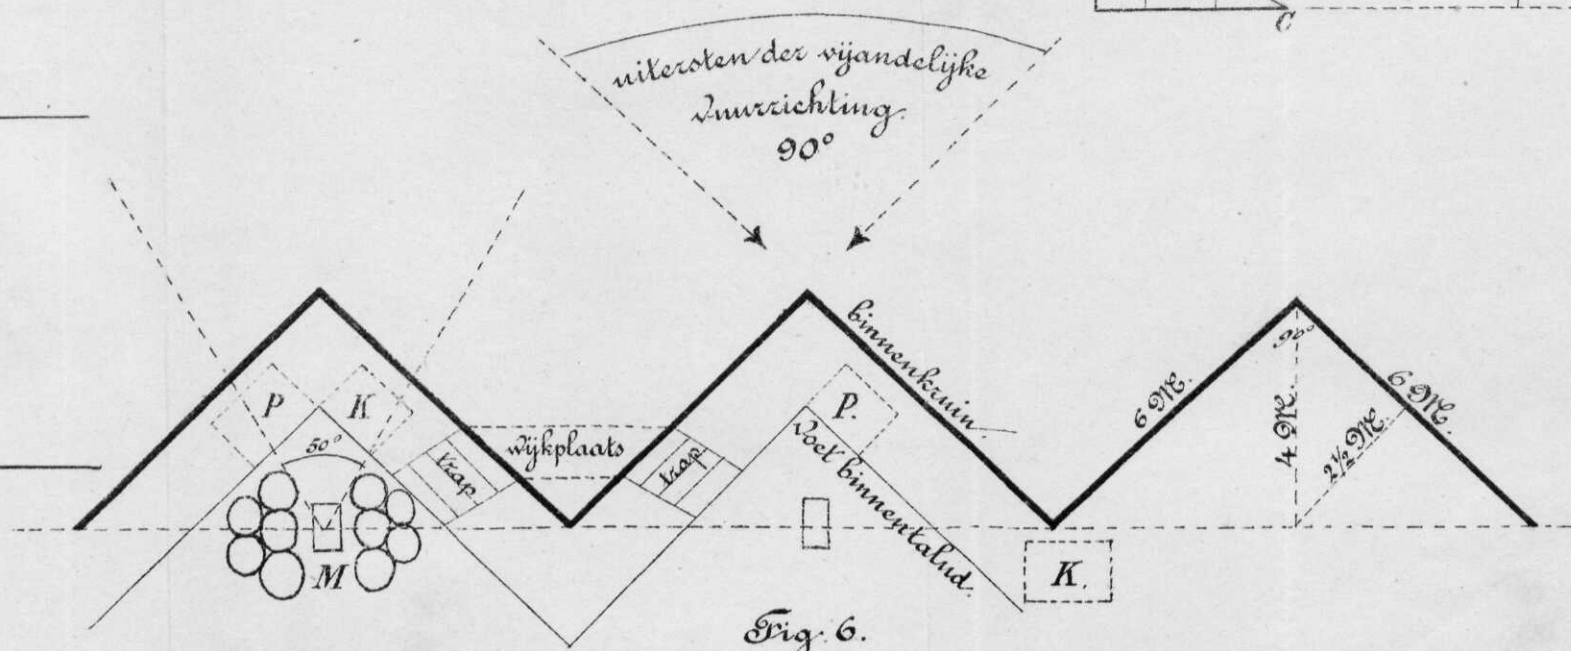 C
uitersten der vijandelijke
vuurrichting.
90°
binnenkruin.
P
K
50°
trap
wijkplaats
trap
P.
voet binnentalud.
6 M.
90°
4 M.
2½ M
6 M.
M
K.
Fig. 6.